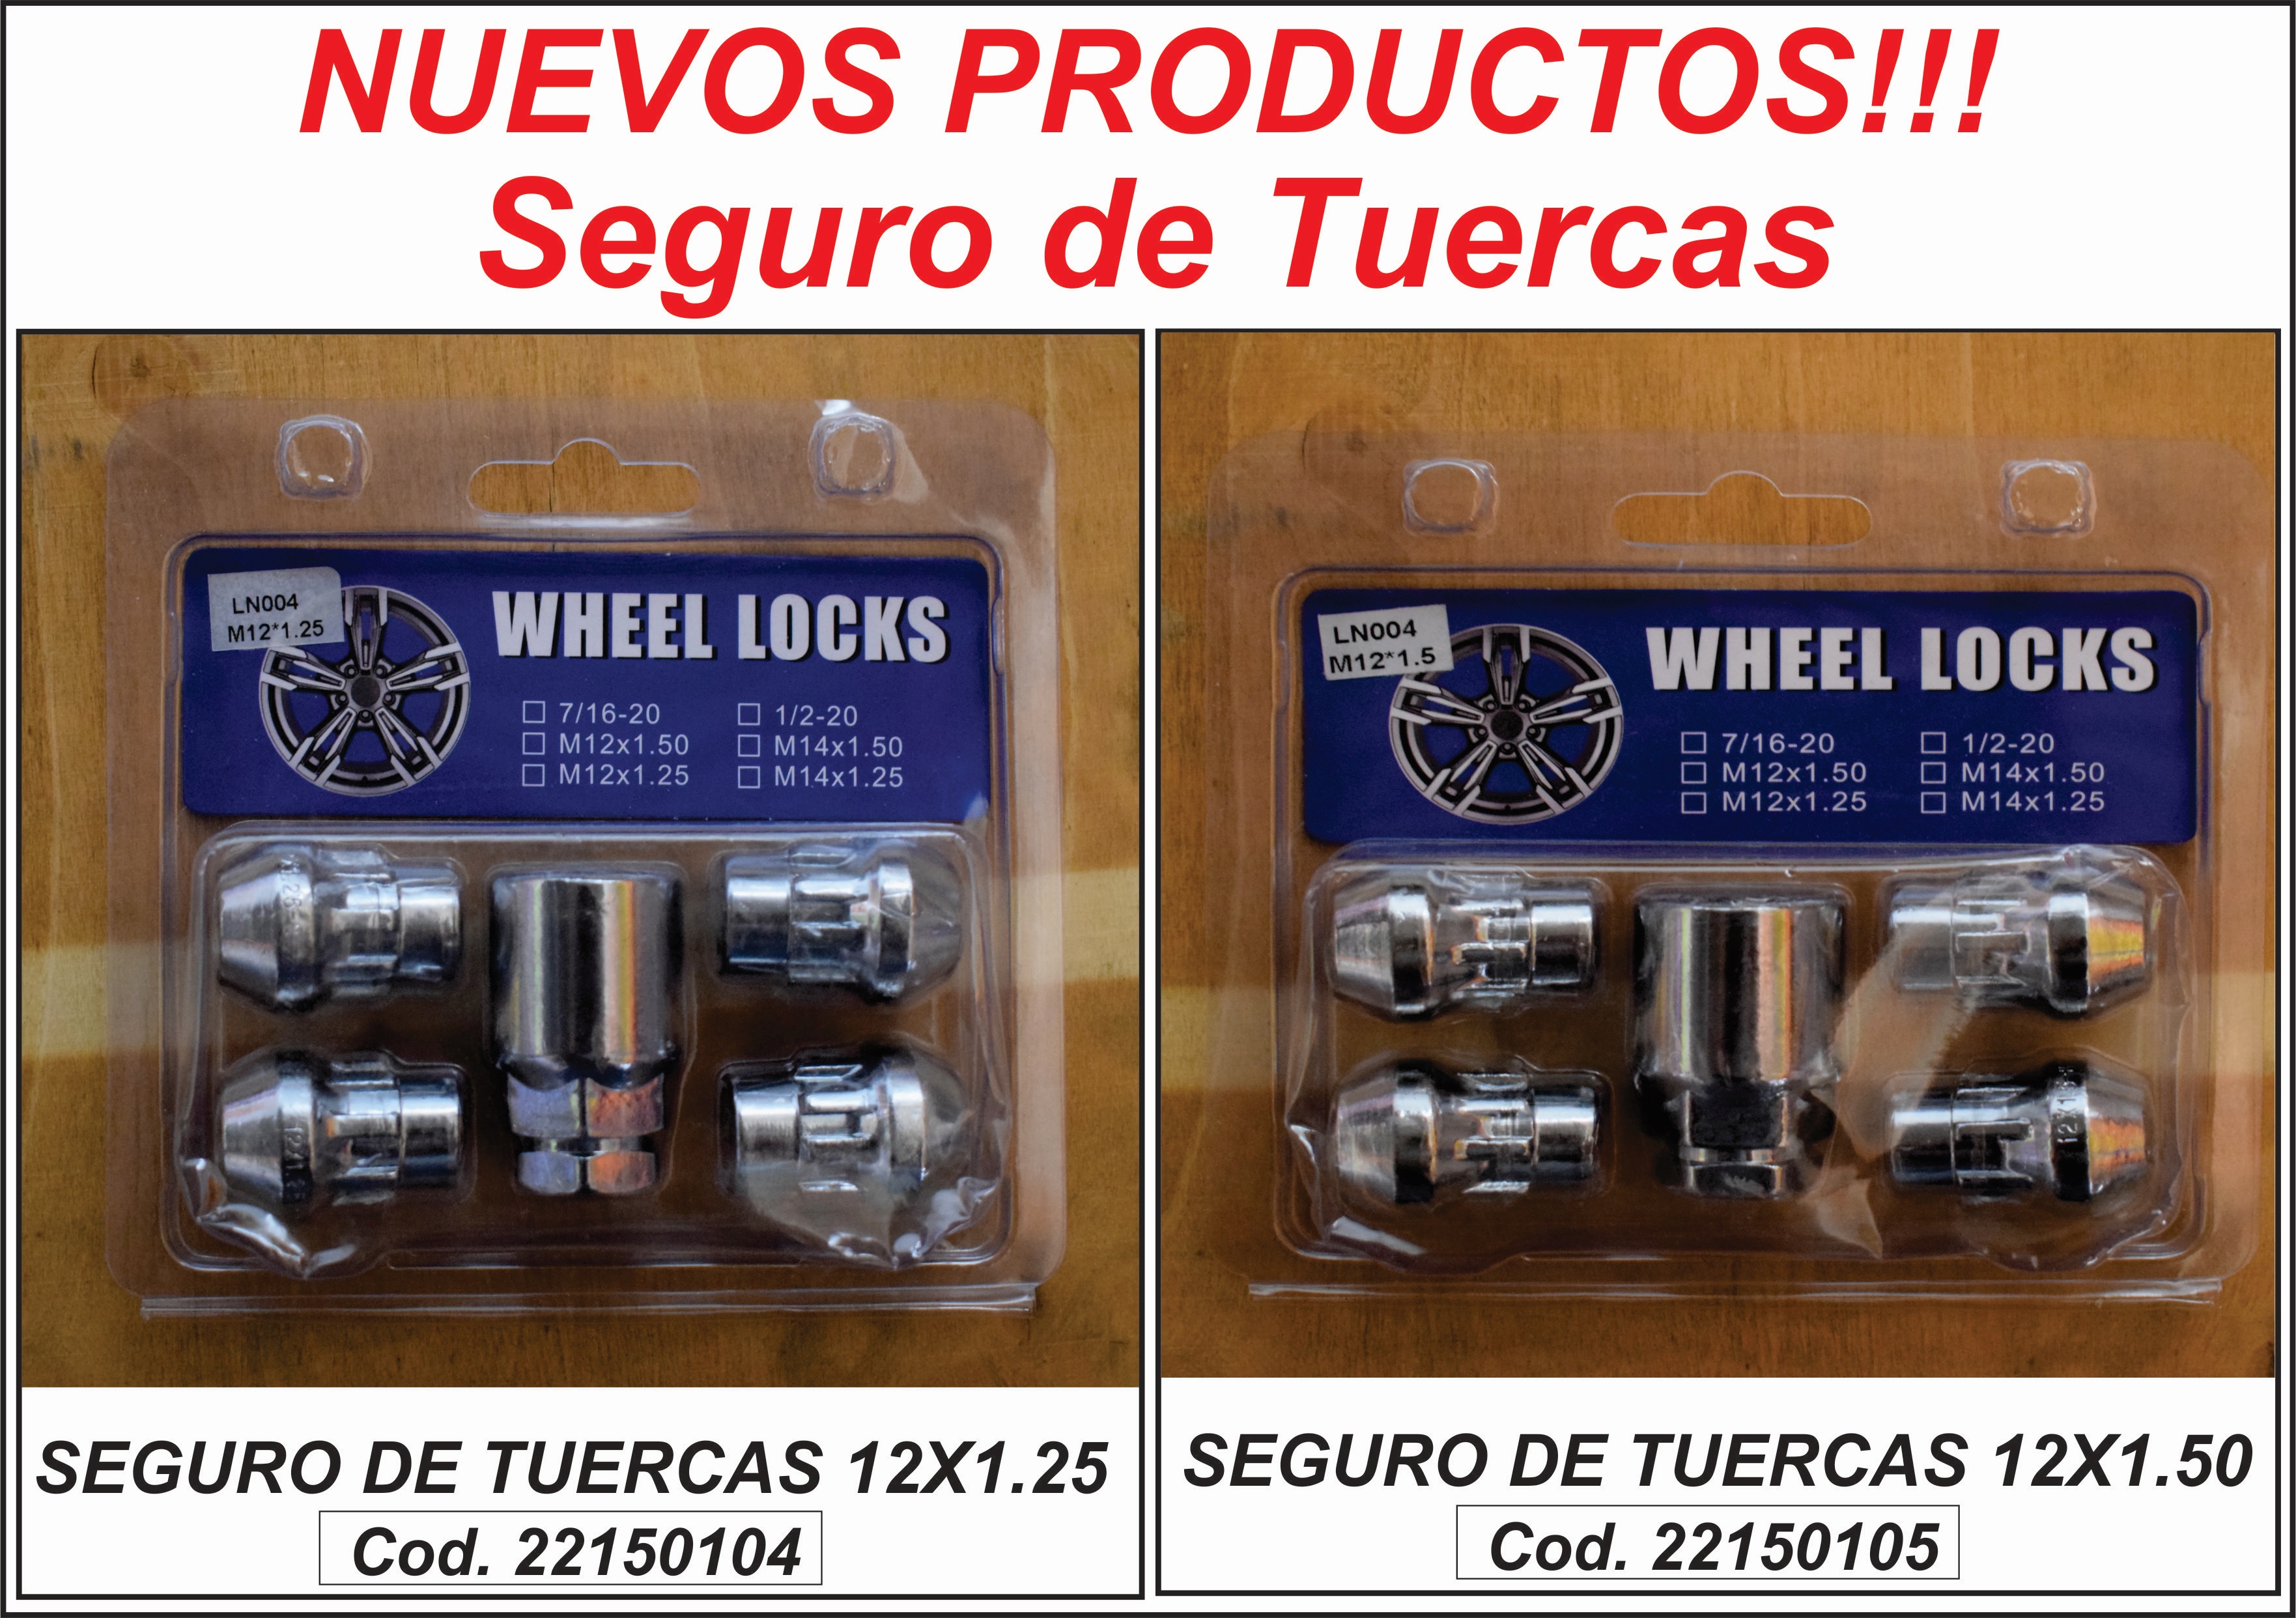 NUEVOS PRODUCTOS!!!
Seguro de Tuercas
LN004
M12*1.25
WHEEL LOCKS
7/16-20
1/2-20
M12x1.50
M14x1.50
M12x1.25
M14x1.25
SEGURO DE TUERCAS 12X1.25
Cod. 22150104
LN004
M12*1.5
WHEEL LOCKS
7/16-20
1/2-20
M12x1.50
M14x1.50
M12x1.25
M14x1.25
SEGURO DE TUERCAS 12X1.50
Cod. 22150105